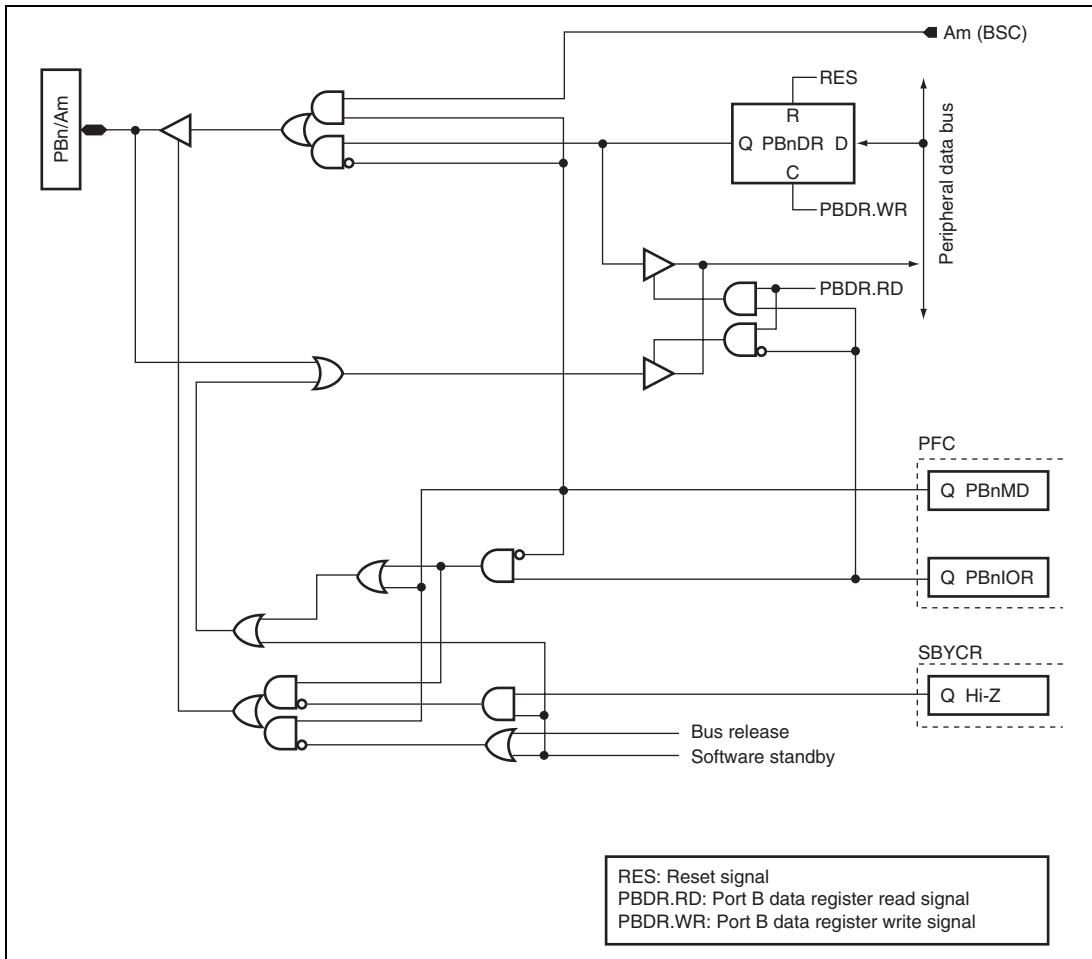 Am (BSC)
PBn/Am
RES
R
Q PBnDR D
C
PBDR.WR
Peripheral data bus
PBDR.RD
PFC
Q PBnMD
Q PBnIOR
SBYCR
Q Hi-Z
Bus release
Software standby
RES: Reset signal
PBDR.RD: Port B data register read signal
PBDR.WR: Port B data register write signal